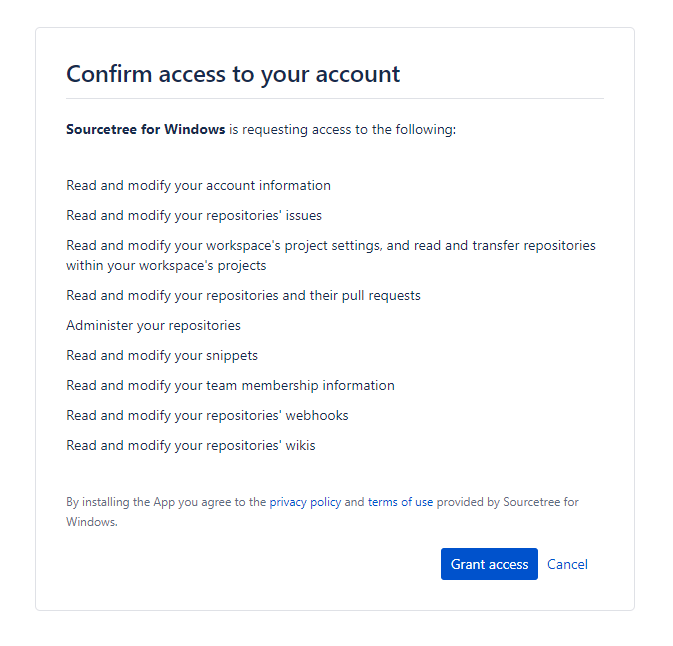 Confirm access to your account
Sourcetree for Windows is requesting access to the following:
Read and modify your account information
Read and modify your repositories' issues
Read and modify your workspace's project settings, and read and transfer repositories
within your workspace's projects
Read and modify your repositories and their pull requests
Administer your repositories
Read and modify your snippets
Read and modify your team membership information
Read and modify your repositories' webhooks
Read and modify your repositories' wikis
By installing the App you agree to the privacy policy and terms of use provided by Sourcetree for
Windows.
Grant access Cancel